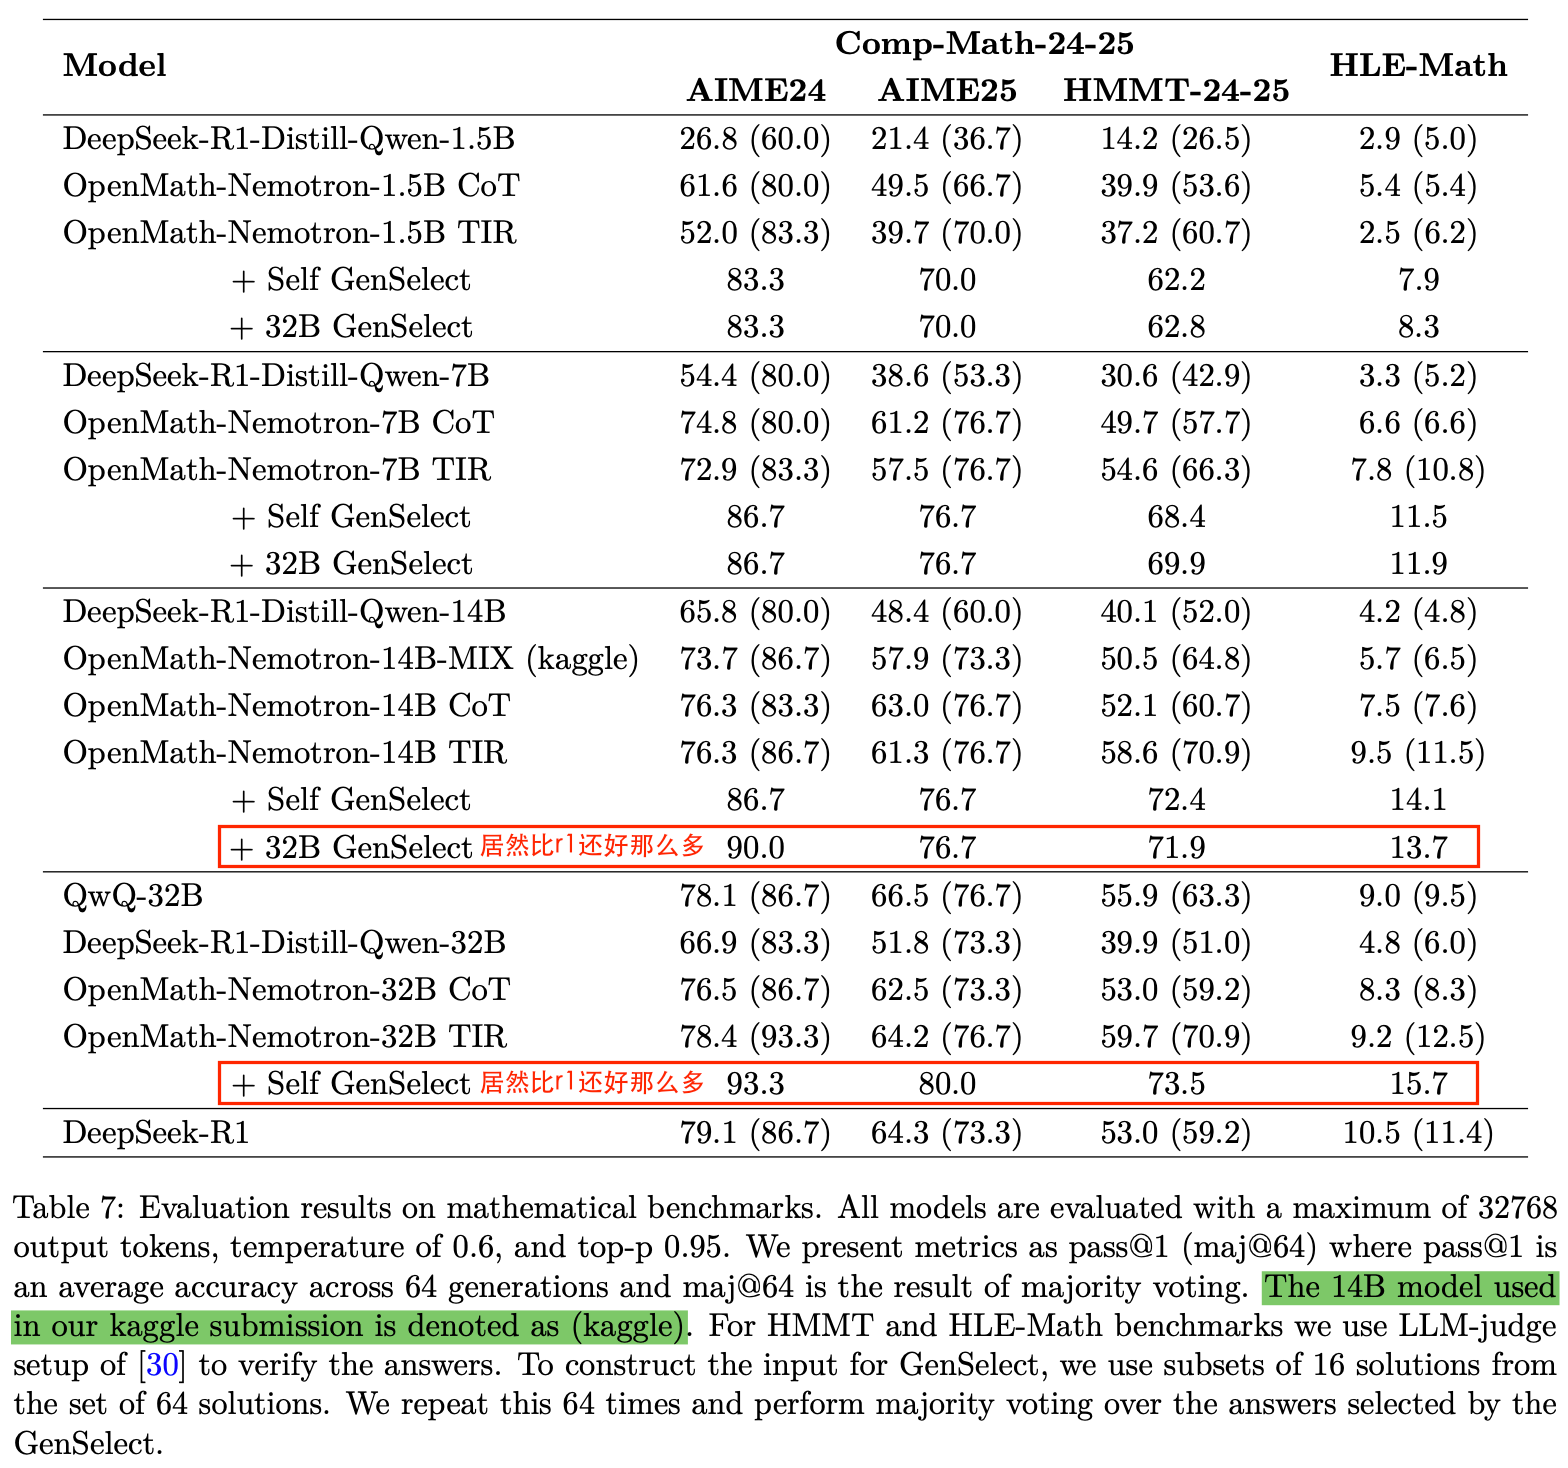 Model Comp-Math-24-25 HLE-Math
AIME24 AIME25 HMMT-24-25
DeepSeek-R1-Distill-Qwen-1.5B 26.8 (60.0) 21.4 (36.7) 14.2 (26.5) 2.9 (5.0)
OpenMath-Nemotron-1.5B CoT 61.6 (80.0) 49.5 (66.7) 39.9 (53.6) 5.4 (5.4)
OpenMath-Nemotron-1.5B TIR 52.0 (83.3) 39.7 (70.0) 37.2 (60.7) 2.5 (6.2)
+ Self GenSelect 83.3 70.0 62.2 7.9
+ 32B GenSelect 83.3 70.0 62.8 8.3
DeepSeek-R1-Distill-Qwen-7B 54.4 (80.0) 38.6 (53.3) 30.6 (42.9) 3.3 (5.2)
OpenMath-Nemotron-7B CoT 74.8 (80.0) 61.2 (76.7) 49.7 (57.7) 6.6 (6.6)
OpenMath-Nemotron-7B TIR 72.9 (83.3) 57.5 (76.7) 54.6 (66.3) 7.8 (10.8)
+ Self GenSelect 86.7 76.7 68.4 11.5
+ 32B GenSelect 86.7 76.7 69.9 11.9
DeepSeek-R1-Distill-Qwen-14B 65.8 (80.0) 48.4 (60.0) 40.1 (52.0) 4.2 (4.8)
OpenMath-Nemotron-14B-MIX (kaggle) 73.7 (86.7) 57.9 (73.3) 50.5 (64.8) 5.7 (6.5)
OpenMath-Nemotron-14B CoT 76.3 (83.3) 63.0 (76.7) 52.1 (60.7) 7.5 (7.6)
OpenMath-Nemotron-14B TIR 76.3 (86.7) 61.3 (76.7) 58.6 (70.9) 9.5 (11.5)
+ Self GenSelect 86.7 76.7 72.4 14.1
+ 32B GenSelect 居然比r1还好那么多 90.0 76.7 71.9 13.7
QwQ-32B 78.1 (86.7) 66.5 (76.7) 55.9 (63.3) 9.0 (9.5)
DeepSeek-R1-Distill-Qwen-32B 66.9 (83.3) 51.8 (73.3) 39.9 (51.0) 4.8 (6.0)
OpenMath-Nemotron-32B CoT 76.5 (86.7) 62.5 (73.3) 53.0 (59.2) 8.3 (8.3)
OpenMath-Nemotron-32B TIR 78.4 (93.3) 64.2 (76.7) 59.7 (70.9) 9.2 (12.5)
+ Self GenSelect 居然比r1还好那么多 93.3 80.0 73.5 15.7
DeepSeek-R1 79.1 (86.7) 64.3 (73.3) 53.0 (59.2) 10.5 (11.4)
Table 7: Evaluation results on mathematical benchmarks. All models are evaluated with a maximum of 32768
output tokens, temperature of 0.6, and top-p 0.95. We present metrics as pass@1 (maj@64) where pass@1 is
an average accuracy across 64 generations and maj@64 is the result of majority voting. The 14B model used
in our kaggle submission is denoted as (kaggle). For HMMT and HLE-Math benchmarks we use LLM-judge
setup of [30] to verify the answers. To construct the input for GenSelect, we use subsets of 16 solutions from
the set of 64 solutions. We repeat this 64 times and perform majority voting over the answers selected by the
GenSelect.